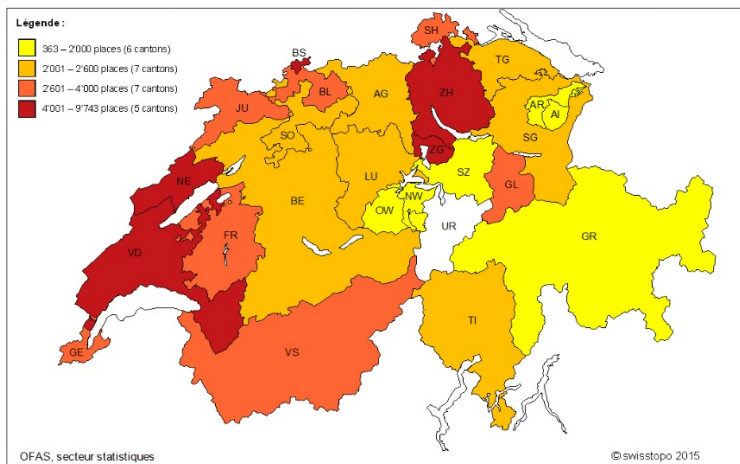 Légende :
363 – 2'000 places (6 cantons)
2'001 – 2'600 places (7 cantons)
2'601 – 4'000 places (7 cantons)
4'001 – 9'743 places (5 cantons)
SH
BS
TG
BL
AG
ZH
JU
AR
AI
SO
SG
ZG
LU
SZ
NE
GL
NW
OW
BE
UR
FR
GR
VD
TI
GE
VS
OFAS, secteur statistiques
© swisstopo 2015